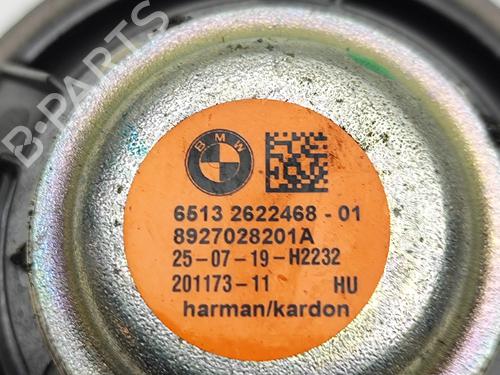 B-PARTS
BMW
6513 2622468 - 01
8927028201A
25-07-19-H2232
201173-11 HU
harman/kardon